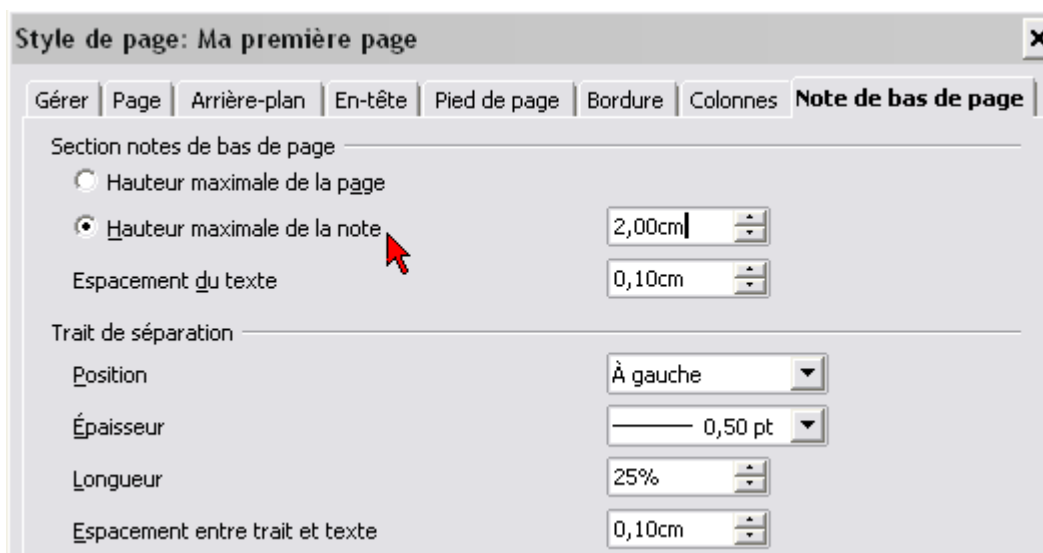 Style de page: Ma première page
Gérer Page Arrière-plan En-tête Pied de page Bordure Colonnes Note de bas de page
Section notes de bas de page
Hauteur maximale de la page
Hauteur maximale de la note 2,00cm
Espacement du texte 0,10cm
Trait de séparation
Position À gauche
Épaisseur 0,50 pt
Longueur 25%
Espacement entre trait et texte 0,10cm